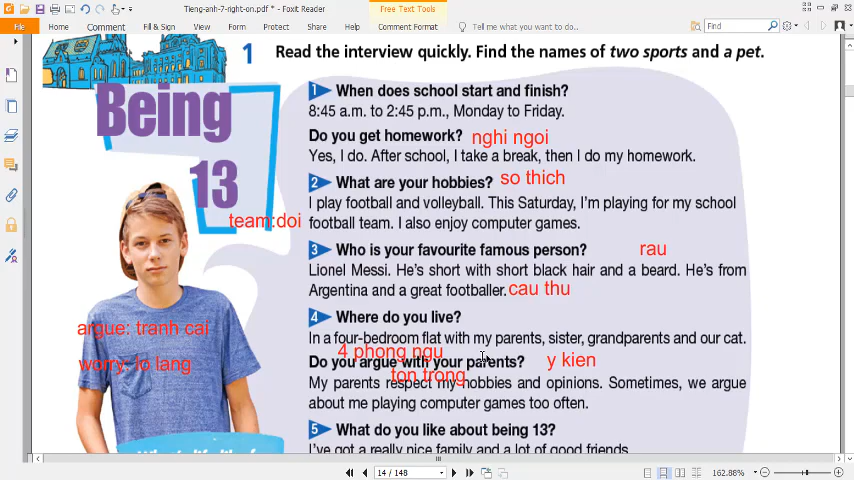 Tieng-anh-7-right-on.pdf * - Foxit Reader
Free Text Tools
File
Home
Comment
Fill & Sign
View
Form
Protect
Share
Help
Comment Format
Tell me what you want to do...
Find
1 Read the interview quickly. Find the names of two sports and a pet.
Being
13
1 When does school start and finish?
8:45 a.m. to 2:45 p.m., Monday to Friday.
Do you get homework? nghi ngoi
Yes, I do. After school, I take a break, then I do my homework.
2 What are your hobbies? so thich
I play football and volleyball. This Saturday, I'm playing for my school
team:doi football team. I also enjoy computer games.
3 Who is your favourite famous person? rau
Lionel Messi. He's short with short black hair and a beard. He's from
Argentina and a great footballer. cau thu
4 Where do you live?
argue: tranh cai
In a four-bedroom flat with my parents, sister, grandparents and our cat.
4 phong ngu
worry: lo lang
Do you argue with your parents? y kien
ton trong
My parents respect my hobbies and opinions. Sometimes, we argue
about me playing computer games too often.
5 What do you like about being 13?
I've got a really nice family and a lot of good friends.
14 / 148
162.88%